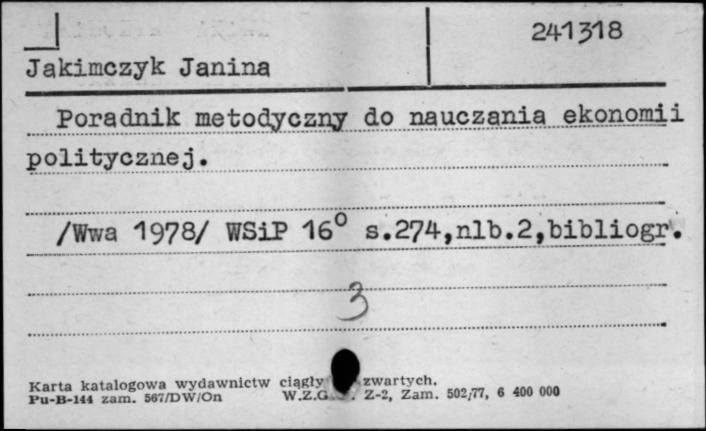 241318
Jakimczyk Janina
Poradnik metodyczny do nauczania ekonomii
politycznej.
/Wwa 1978/ WSiP 16° s.274,nlb.2,bibliogr.
3
Karta katalogowa wydawnictw ciągły zwartych.
Pu-B-144 zam. 567/DW/On W.Z.G. Z-2, Zam. 502/77, 6 400 000